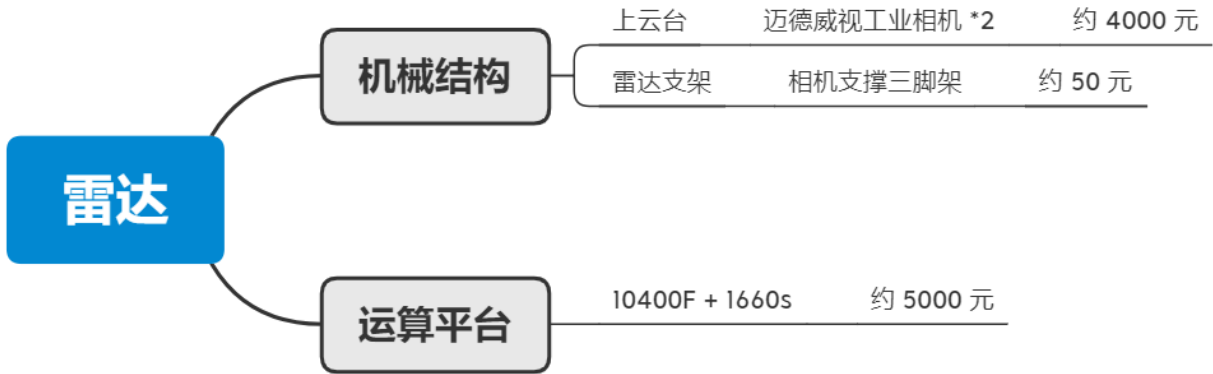 雷达
机械结构
上云台 迈德威视工业相机 *2 约 4000 元
雷达支架 相机支撑三脚架 约 50 元
运算平台
10400F + 1660s 约 5000 元